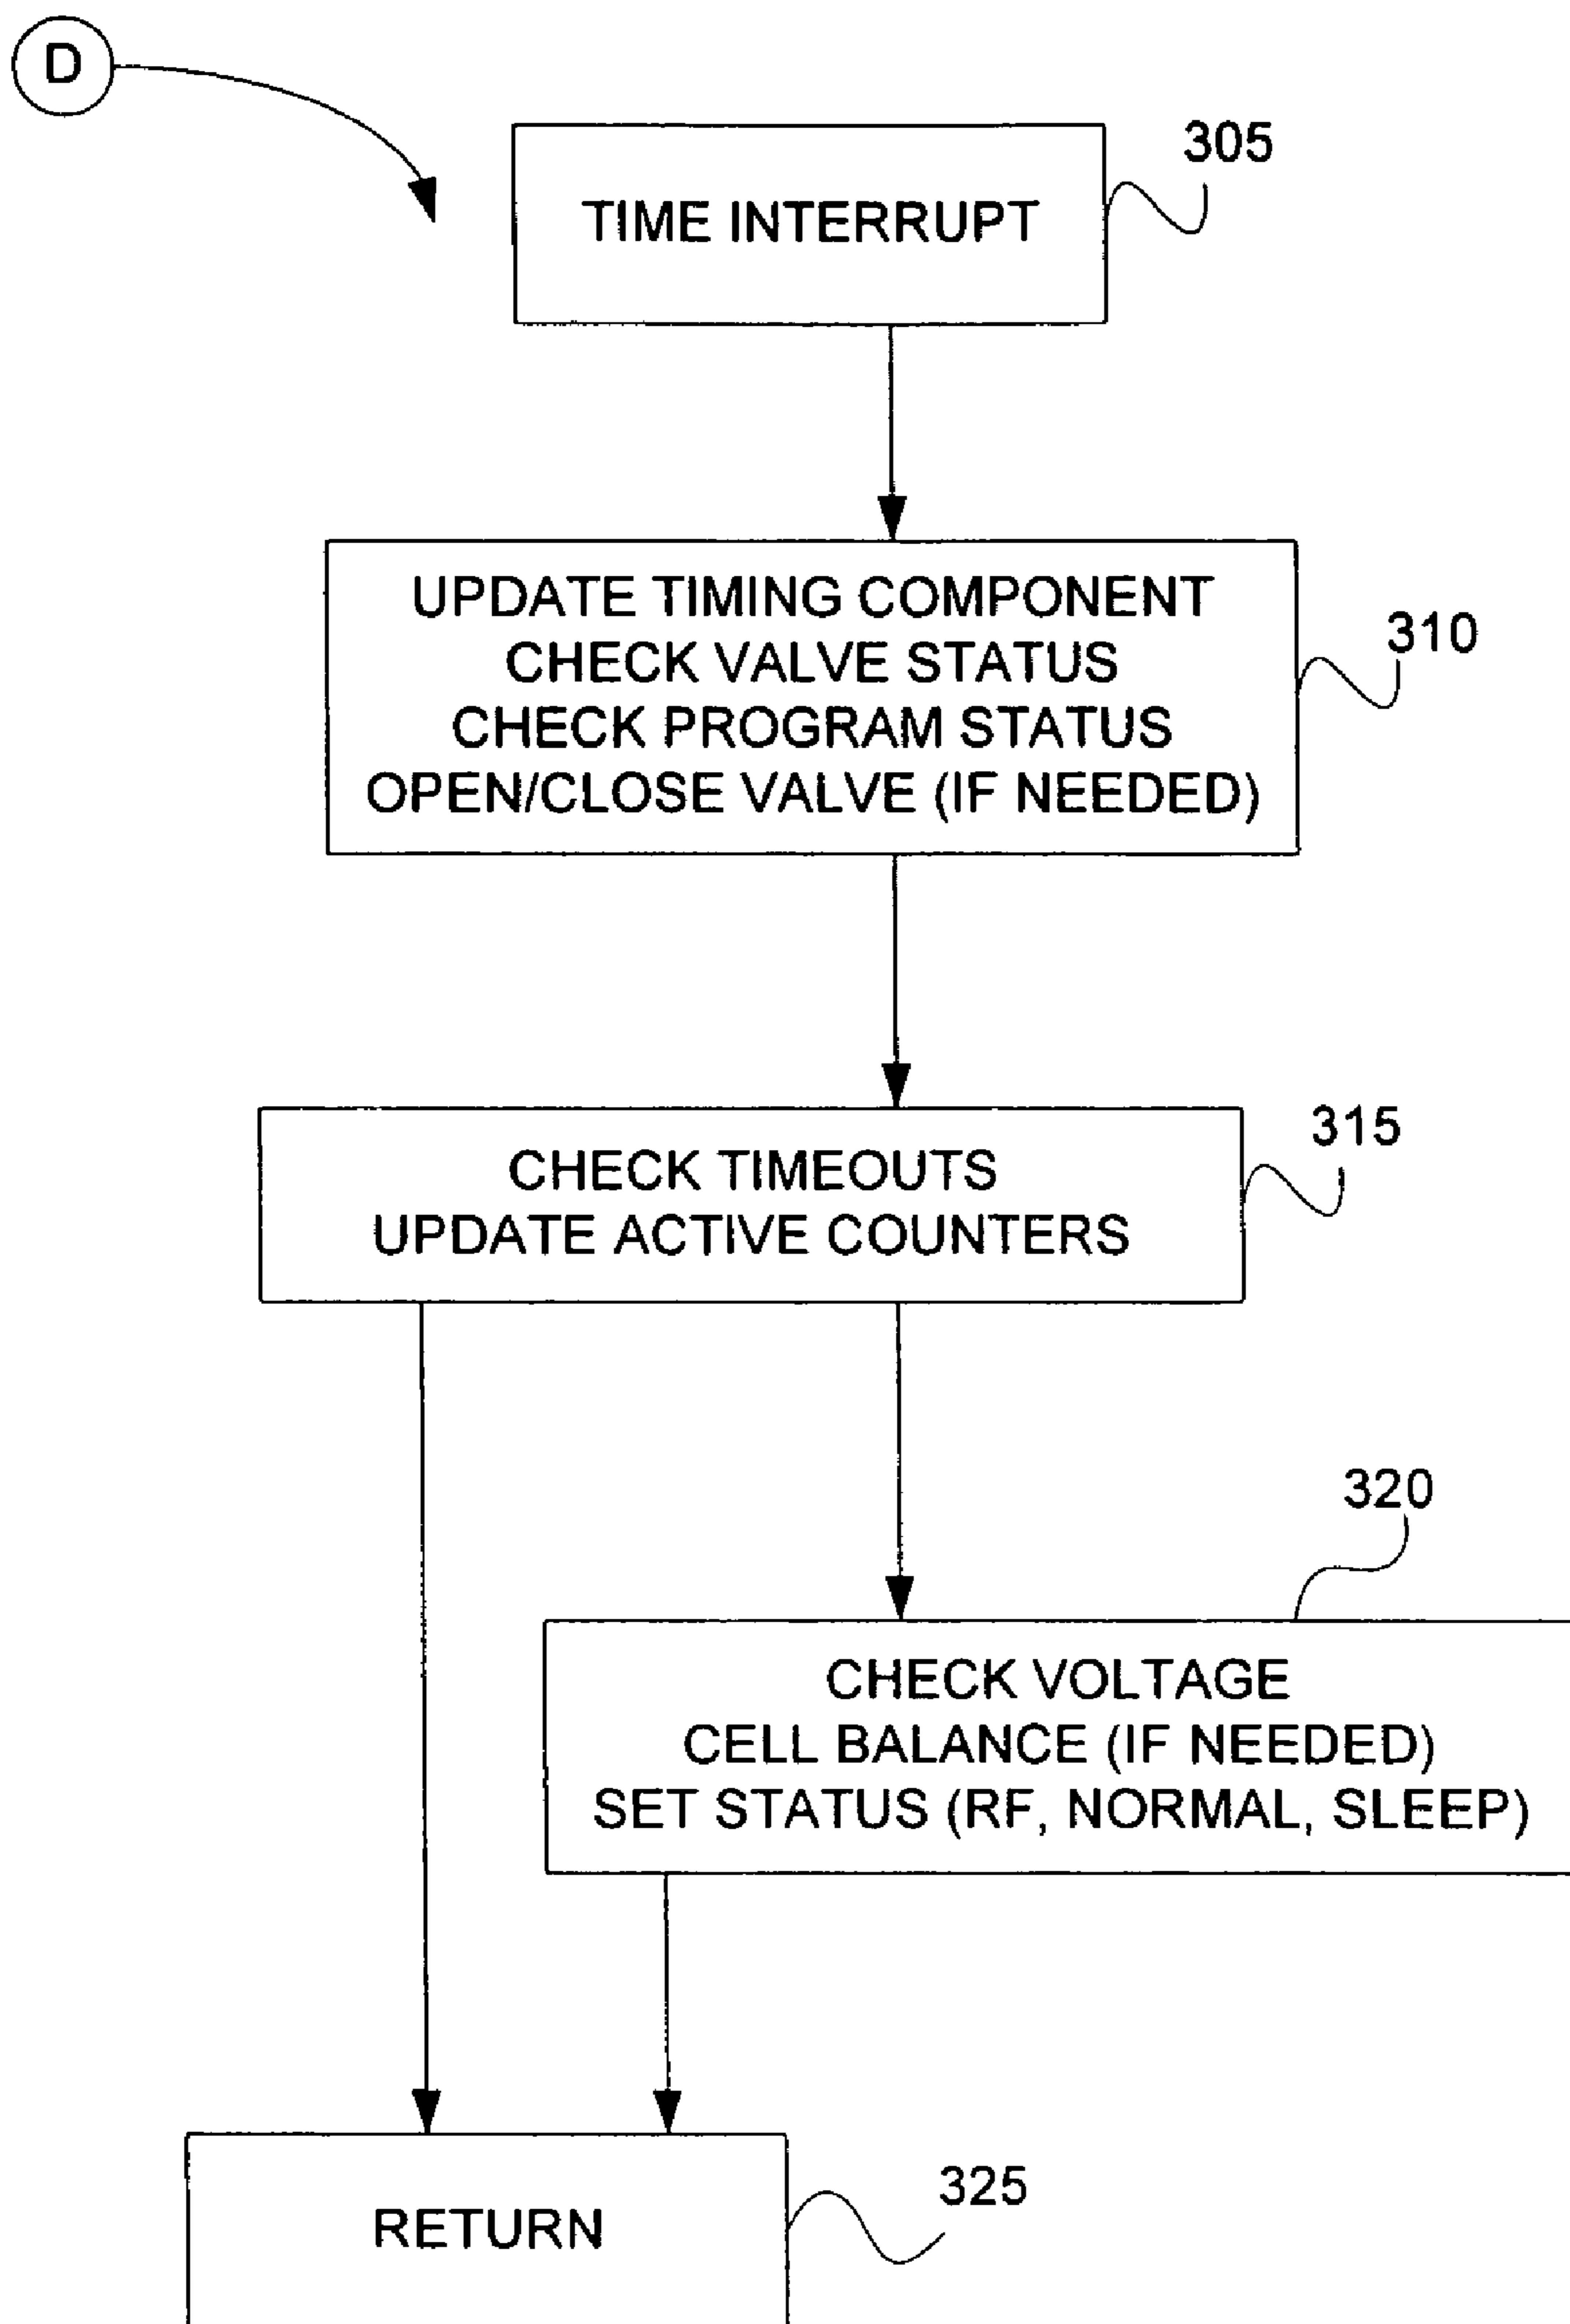 D
305
TIME INTERRUPT
310
UPDATE TIMING COMPONENT
CHECK VALVE STATUS
CHECK PROGRAM STATUS
OPEN/CLOSE VALVE (IF NEEDED)
315
CHECK TIMEOUTS
UPDATE ACTIVE COUNTERS
320
CHECK VOLTAGE
CELL BALANCE (IF NEEDED)
SET STATUS (RF, NORMAL, SLEEP)
325
RETURN